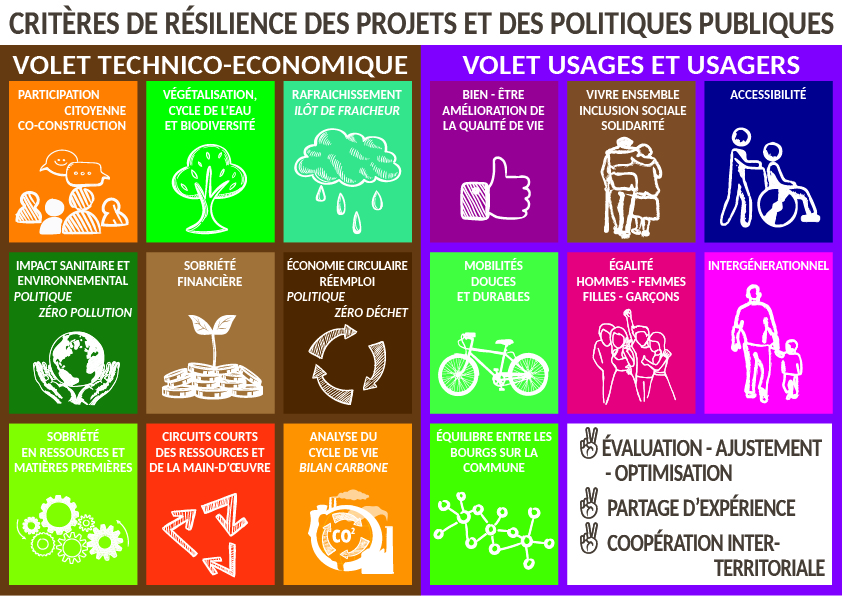 CRITÈRES DE RÉSILIENCE DES PROJETS ET DES POLITIQUES PUBLIQUES
VOLET TECHNICO-ECONOMIQUE
PARTICIPATION
CITOYENNE
CO-CONSTRUCTION
VÉGÉTALISATION,
CYCLE DE L'EAU
ET BIODIVERSITÉ
RAFRAICHISSEMENT
ILÔT DE FRAICHEUR
IMPACT SANITAIRE ET
ENVIRONNEMENTAL
POLITIQUE
ZÉRO POLLUTION
SOBRIÉTÉ
FINANCIÈRE
ÉCONOMIE CIRCULAIRE
RÉEMPLOI
POLITIQUE
ZÉRO DÉCHET
SOBRIÉTÉ
EN RESSOURCES ET
MATIÈRES PREMIÈRES
CIRCUITS COURTS
DES RESSOURCES ET
DE LA MAIN-D'ŒUVRE
ANALYSE DU
CYCLE DE VIE
BILAN CARBONE
CO²
VOLET USAGES ET USAGERS
BIEN - ÊTRE
AMÉLIORATION DE
LA QUALITÉ DE VIE
VIVRE ENSEMBLE
INCLUSION SOCIALE
SOLIDARITÉ
ACCESSIBILITÉ
MOBILITÉS
DOUCES
ET DURABLES
ÉGALITÉ
HOMMES - FEMMES
FILLES - GARÇONS
INTERGÉNERATIONNEL
ÉQUILIBRE ENTRE LES
BOURGS SUR LA
COMMUNE
ÉVALUATION - AJUSTEMENT
- OPTIMISATION
PARTAGE D'EXPÉRIENCE
COOPÉRATION INTER-
TERRITORIALE